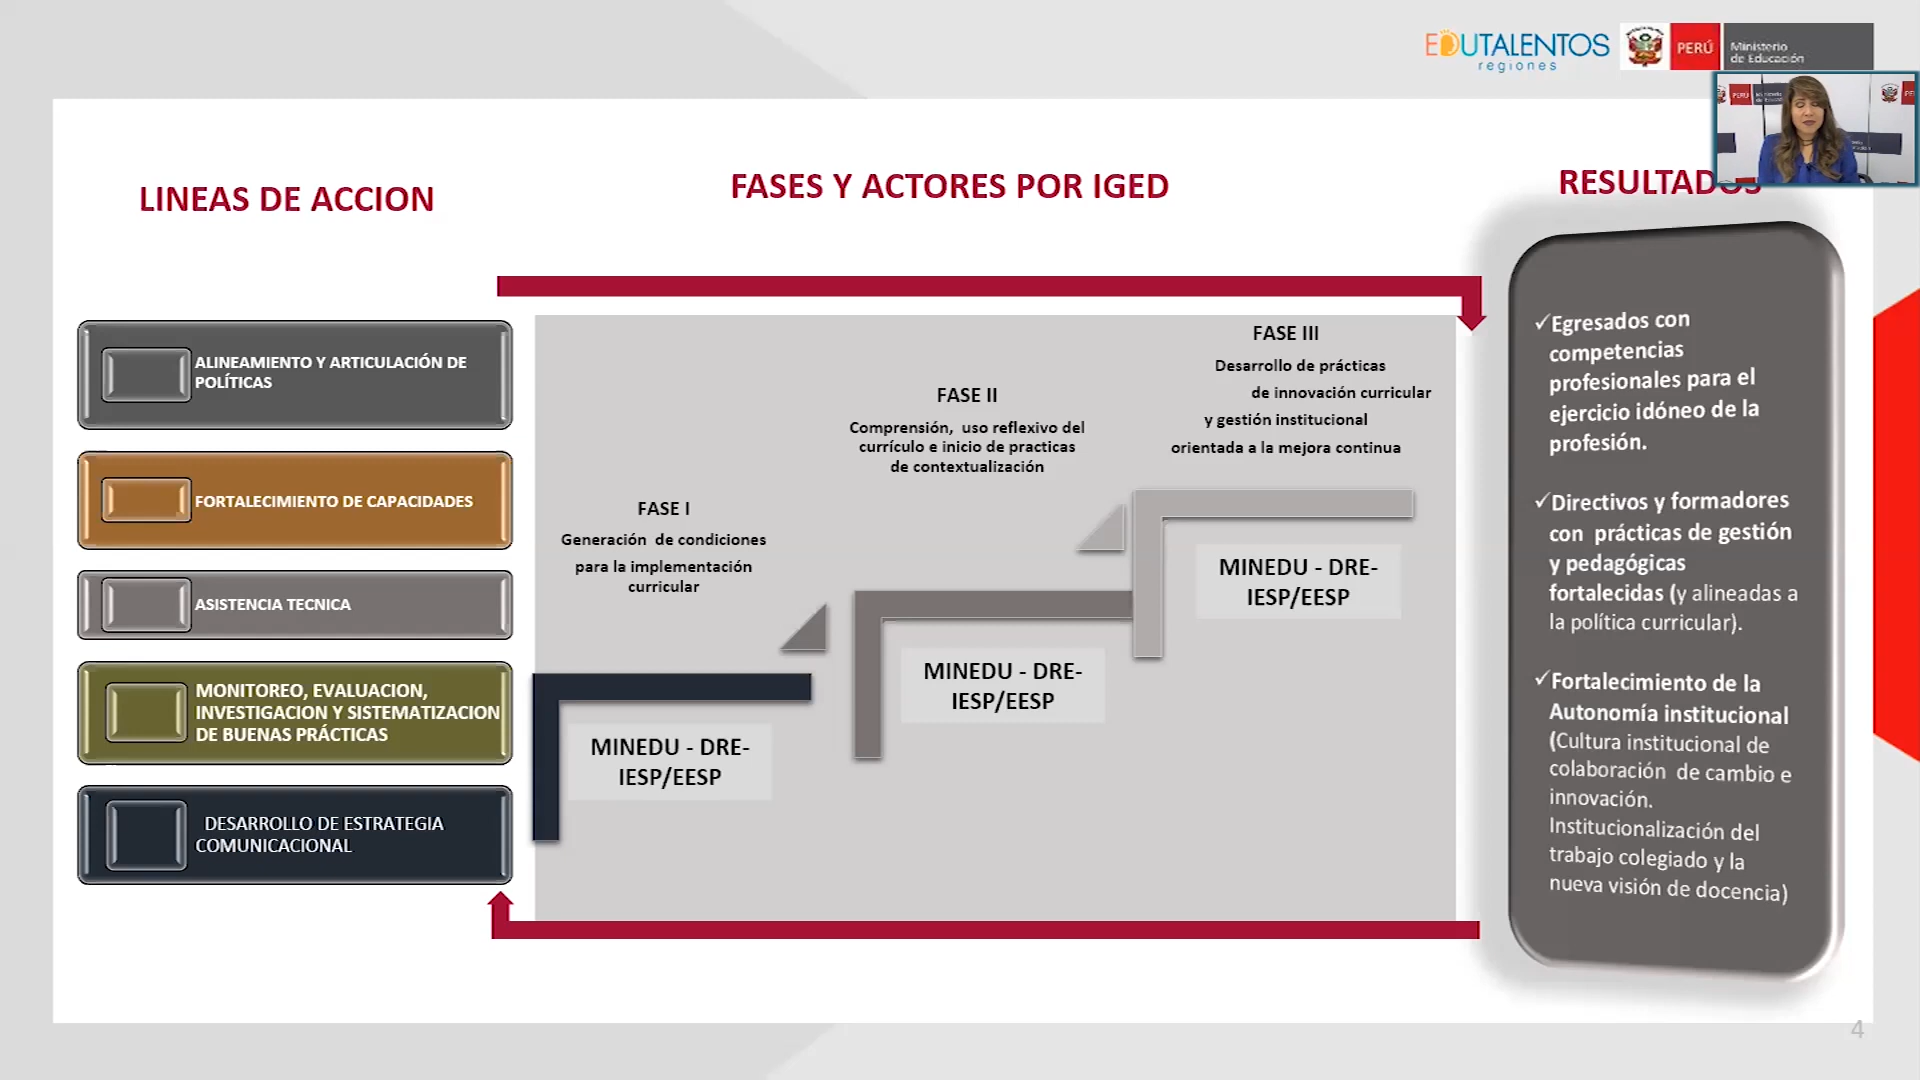 EDUTALENTOS
regiones
PERÚ
Ministerio
de Educación
LINEAS DE ACCION
FASES Y ACTORES POR IGED
RESULTADOS
ALINEAMIENTO Y ARTICULACIÓN DE
POLÍTICAS
FORTALECIMIENTO DE CAPACIDADES
ASISTENCIA TECNICA
MONITOREO, EVALUACION,
INVESTIGACION Y SISTEMATIZACION
DE BUENAS PRÁCTICAS
DESARROLLO DE ESTRATEGIA
COMUNICACIONAL
FASE I
Generación de condiciones
para la implementación
curricular
MINEDU - DRE-
IESP/EESP
FASE II
Comprensión, uso reflexivo del
currículo e inicio de practicas
de contextualización
MINEDU - DRE-
IESP/EESP
FASE III
Desarrollo de prácticas
de innovación curricular
y gestión institucional
orientada a la mejora continua
MINEDU - DRE-
IESP/EESP
✓Egresados con
competencias
profesionales para el
ejercicio idóneo de la
profesión.
✓Directivos y formadores
con prácticas de gestión
y pedagógicas
fortalecidas (y alineadas a
la política curricular).
✓Fortalecimiento de la
Autonomía institucional
(Cultura institucional de
colaboración de cambio e
innovación.
Institucionalización del
trabajo colegiado y la
nueva visión de docencia)
4